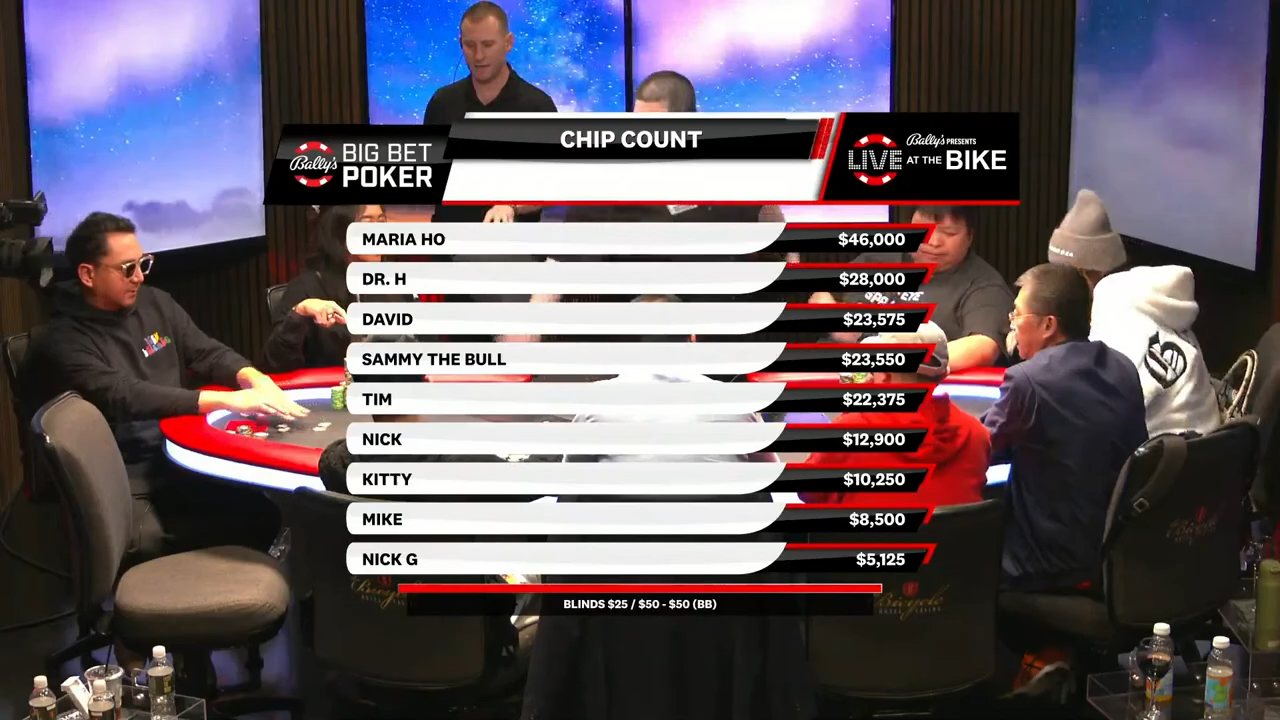 CHIP COUNT
Bally's BIG BET POKER
Bally's PRESENTS
LIVE AT THE BIKE
MARIA HO $46,000
DR. H $28,000
DAVID $23,575
SAMMY THE BULL $23,550
TIM $22,375
NICK $12,900
KITTY $10,250
MIKE $8,500
NICK G $5,125
BLINDS $25 / $50 - $50 (BB)
Bicycle